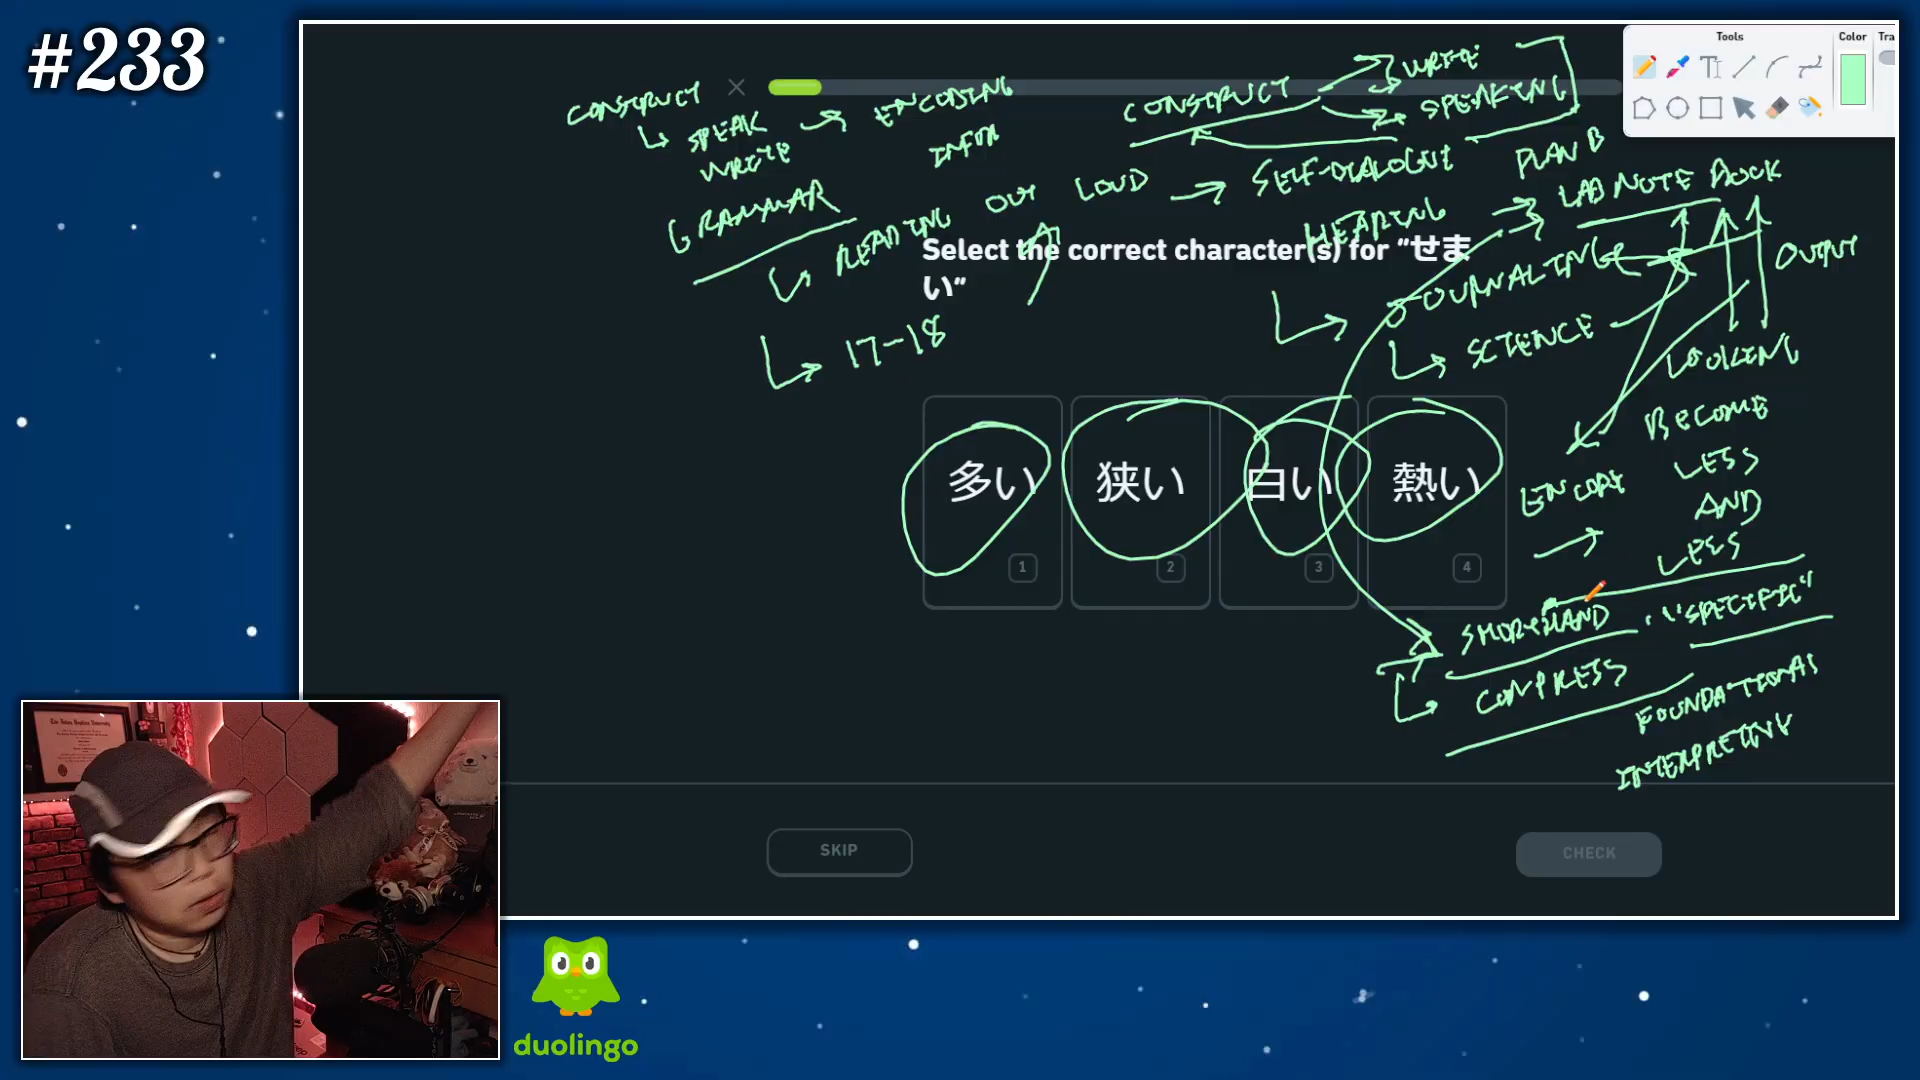 #233
Tools
Color
Tra
CONSTRUCT
SPEAK
WRITE
ENCODING
INFO
CONSTRUCT
WRITE
SPEAKING
GRAMMAR
READING OUT LOUD
SELF-DIALOGUE
PLAN B
HEARING
LAB NOTE BOOK
JOURNALING
OUTPUT
SCIENCE
17-18
Select the correct character(s) for "せま
い"
LOOKING
BECOME
LESS
AND
LESS
ENCODE
多い
狭い
白い
熱い
1
2
3
4
SHORTHAND
"SPECIFIC"
COMPRESS
FOUNDATIONAL
INTERPRETING
SKIP
CHECK
duolingo